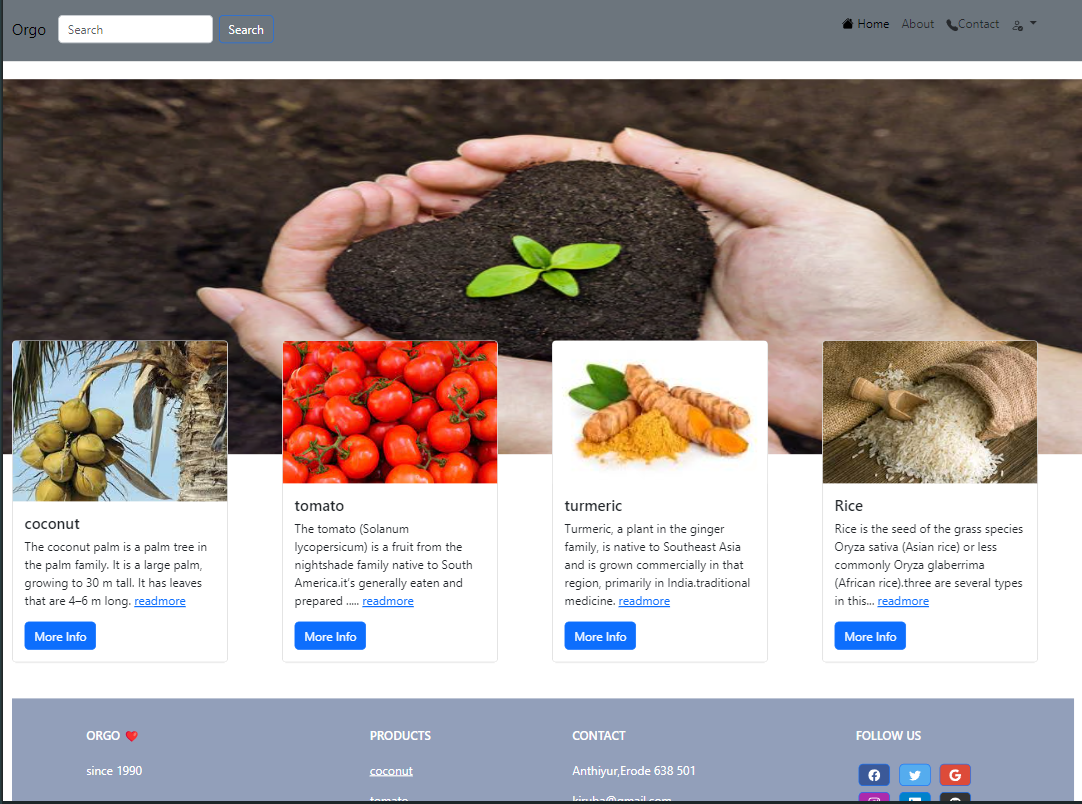 Orgo Search Search Home About Contact
coconut
The coconut palm is a palm tree in
the palm family. It is a large palm,
growing to 30 m tall. It has leaves
that are 4–6 m long. readmore
More Info
tomato
The tomato (Solanum
lycopersicum) is a fruit from the
nightshade family native to South
America.it's generally eaten and
prepared ..... readmore
More Info
turmeric
Turmeric, a plant in the ginger
family, is native to Southeast Asia
and is grown commercially in that
region, primarily in India.traditional
medicine. readmore
More Info
Rice
Rice is the seed of the grass species
Oryza sativa (Asian rice) or less
commonly Oryza glaberrima
(African rice).three are several types
in this... readmore
More Info
ORGO
since 1990
PRODUCTS
coconut
tomato
CONTACT
Anthiyur,Erode 638 501
kiruba@gmail.com
FOLLOW US